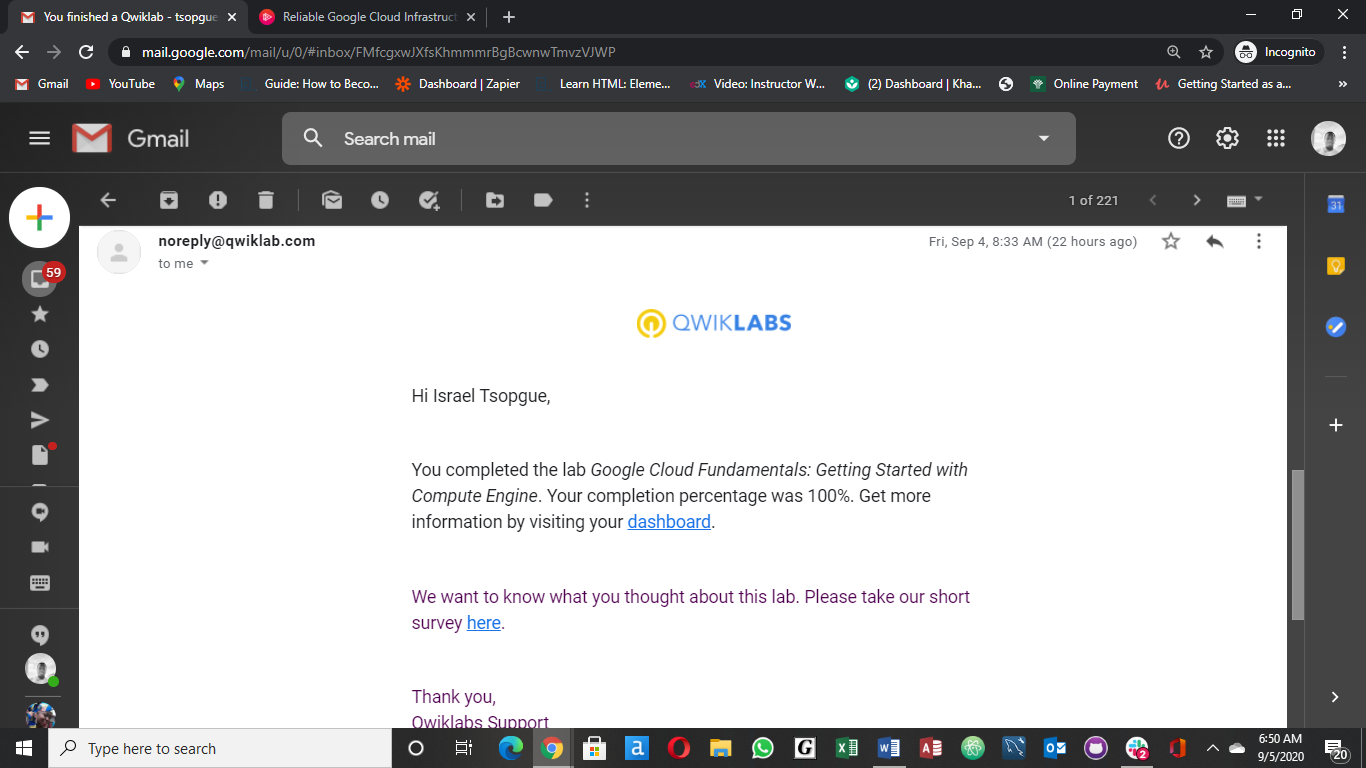 You finished a Qwiklab - tsopgue
Reliable Google Cloud Infrastruct
mail.google.com/mail/u/0/#inbox/FMfcgxwJXfsKhmmmrBgBcwnwTmvzVJWP
Incognito
Gmail
YouTube
Maps
Guide: How to Beco...
Dashboard | Zapier
Learn HTML: Eleme...
Video: Instructor W...
(2) Dashboard | Kha...
Online Payment
Getting Started as a...
»
Gmail
Search mail
1 of 221
31
noreply@qwiklab.com
Fri, Sep 4, 8:33 AM (22 hours ago)
to me
59
QWIKLABS
Hi Israel Tsopgue,
You completed the lab Google Cloud Fundamentals: Getting Started with
Compute Engine. Your completion percentage was 100%. Get more
information by visiting your dashboard.
We want to know what you thought about this lab. Please take our short
survey here.
Thank you,
Qwiklabs Support
Type here to search
a
G
2
6:50 AM
9/5/2020
20